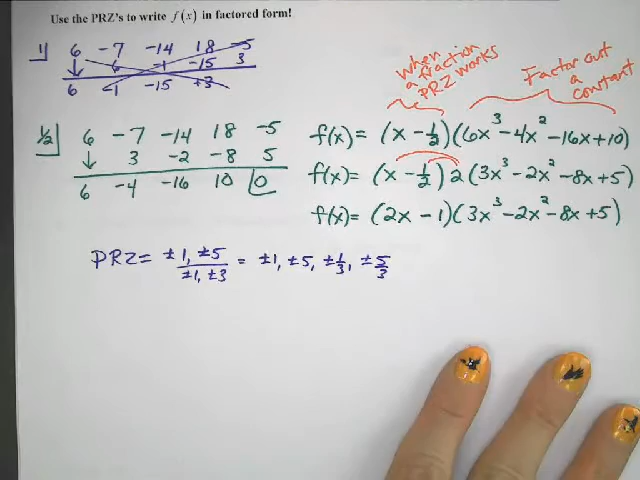 Use the PRZ's to write f(x) in factored form!
1| 6 -7 -14 18 -5
↓ 6 -1 -15 3
6 -1 -15 +3
when a fraction PRZ works
Factor out a constant
1/2| 6 -7 -14 18 -5
↓ 3 -2 -8 5
6 -4 -16 10 |0
f(x) = (x - 1/2)(6x³ - 4x² - 16x + 10)
f(x) = (x - 1/2) 2 (3x³ - 2x² - 8x + 5)
f(x) = (2x - 1)(3x³ - 2x² - 8x + 5)
PRZ = ±1, ±5 / ±1, ±3 = ±1, ±5, ±1/3, ±5/3